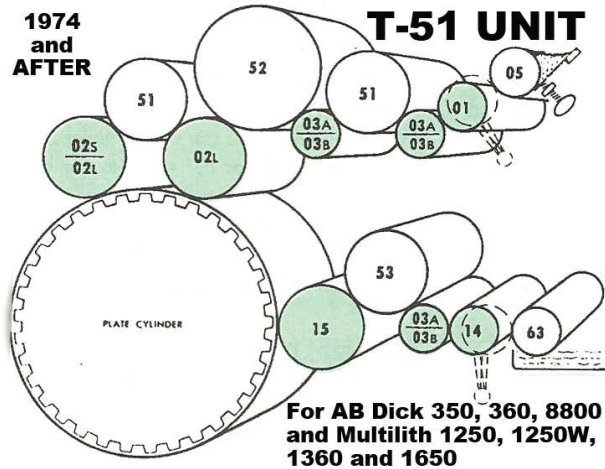 1974
and
AFTER
T-51 UNIT
52
05
51
51
01
03A
03B
03A
03B
02S
02L
02L
53
PLATE CYLINDER
15
03A
03B
14
63
For AB Dick 350, 360, 8800
and Multilith 1250, 1250W,
1360 and 1650